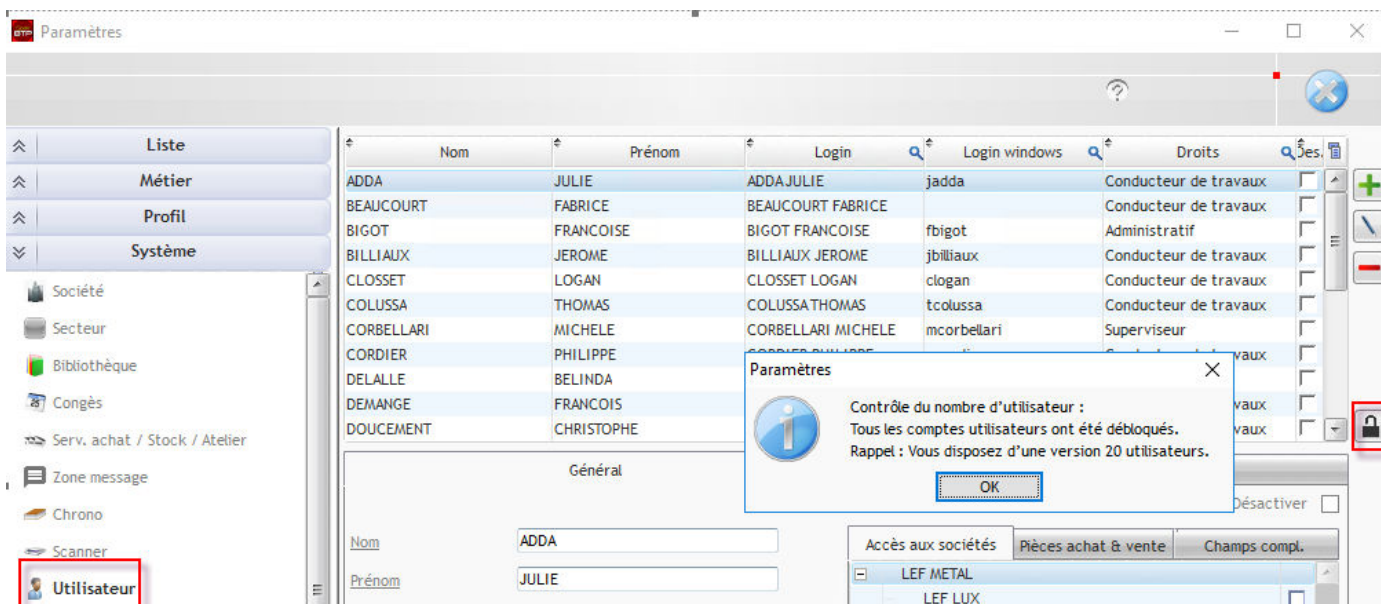 BTP Paramètres
Liste
Métier
Profil
Système
Société
Secteur
Bibliothèque
Congès
Serv. achat / Stock / Atelier
Zone message
Chrono
Scanner
Utilisateur
Nom Prénom Login Login windows Droits Des.
ADDA JULIE ADDA JULIE jadda Conducteur de travaux
BEAUCOURT FABRICE BEAUCOURT FABRICE Conducteur de travaux
BIGOT FRANCOISE BIGOT FRANCOISE fbigot Administratif
BILLIAUX JEROME BILLIAUX JEROME jbilliaux Conducteur de travaux
CLOSSET LOGAN CLOSSET LOGAN clogan Conducteur de travaux
COLUSSA THOMAS COLUSSA THOMAS tcolussa Conducteur de travaux
CORBELLARI MICHELE CORBELLARI MICHELE mcorbellari Superviseur
CORDIER PHILIPPE vaux
DELALLE BELINDA
DEMANGE FRANCOIS vaux
DOUCEMENT CHRISTOPHE vaux
Paramètres
Contrôle du nombre d'utilisateur :
Tous les comptes utilisateurs ont été débloqués.
Rappel : Vous disposez d'une version 20 utilisateurs.
OK
Général
Désactiver
Nom ADDA
Prénom JULIE
Accès aux sociétés Pièces achat & vente Champs compl.
LEF METAL
LEF LUX